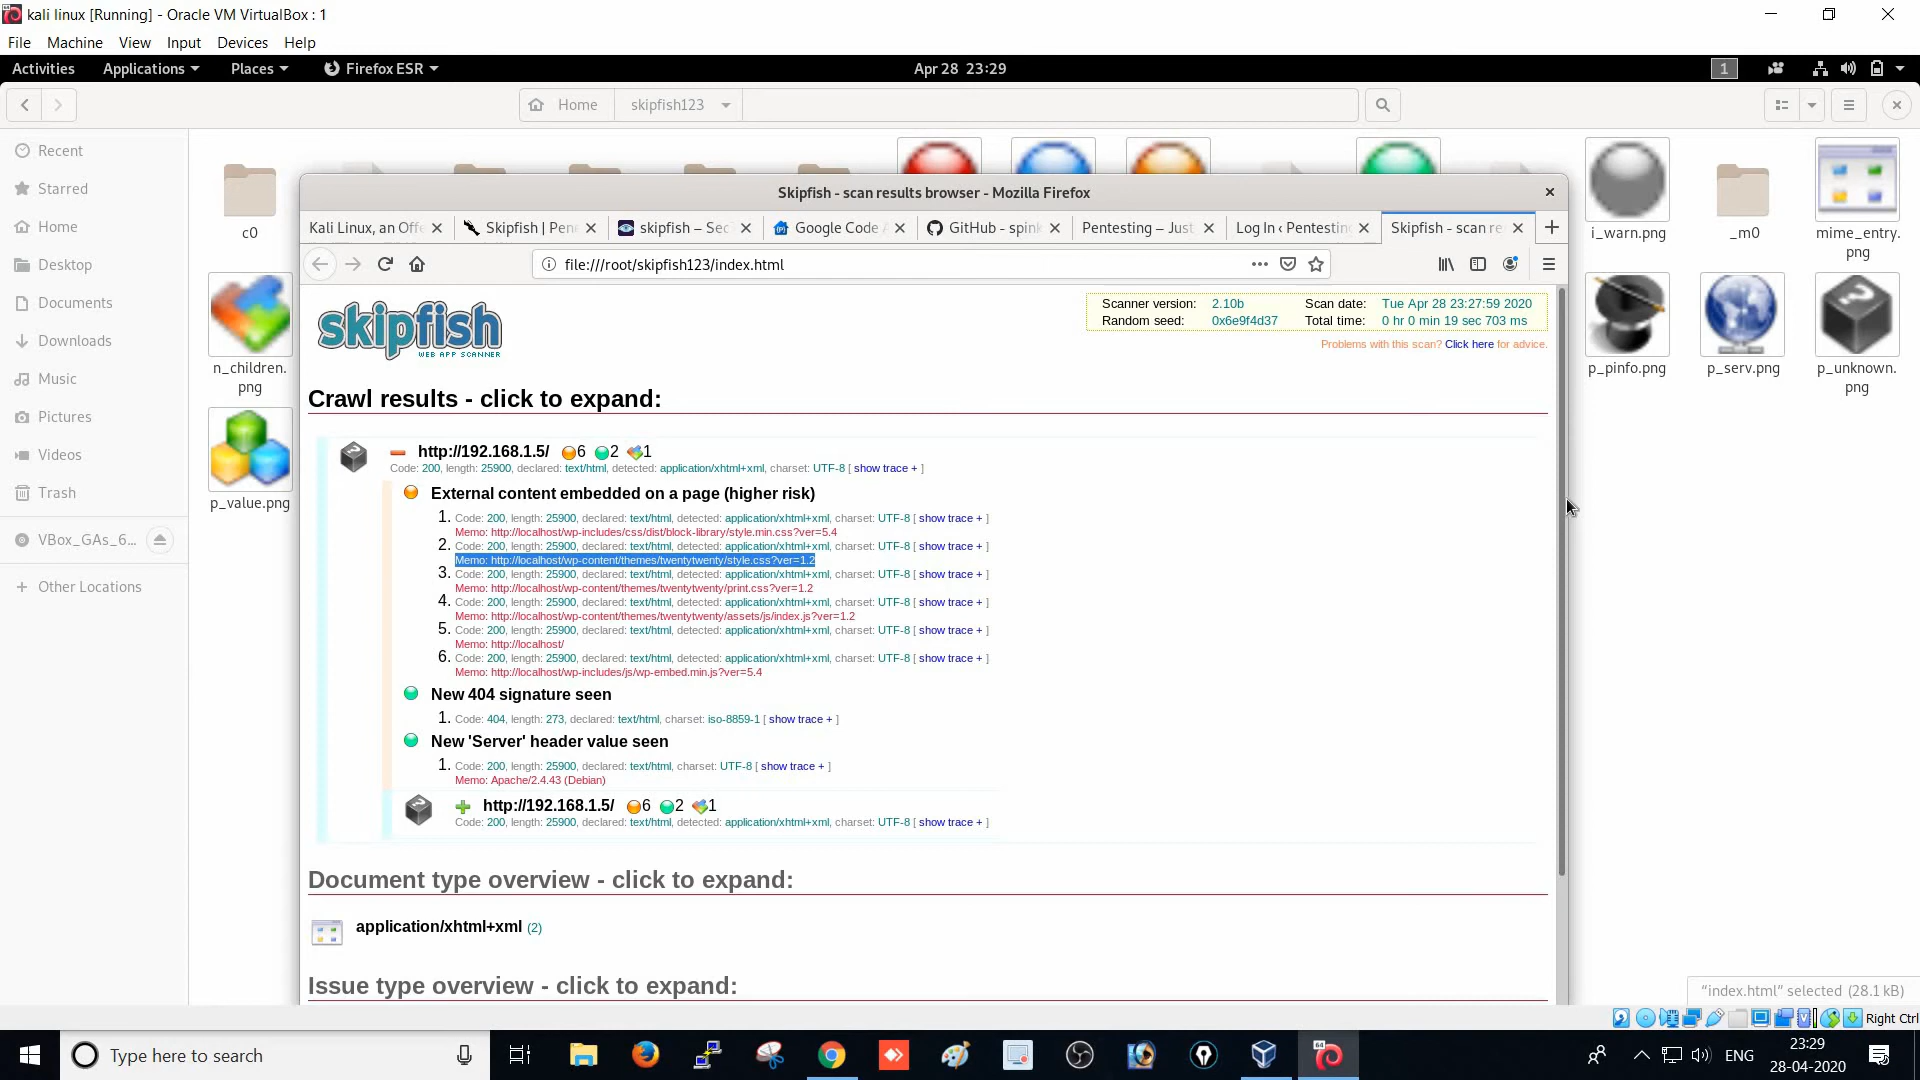 kali linux [Running] - Oracle VM VirtualBox : 1
File Machine View Input Devices Help
Activities Applications Places Firefox ESR Apr 28 23:29 1
Home skipfish123
Recent
Starred
Home
Desktop
Documents
Downloads
Music
Pictures
Videos
Trash
VBox_GAs_6...
Other Locations
c0
n_children.
png
p_value.png
i_warn.png
_m0
mime_entry.
png
p_pinfo.png
p_serv.png
p_unknown.
png
Skipfish - scan results browser - Mozilla Firefox
Kali Linux, an Offe
Skipfish | Pen
skipfish – Sec
Google Code A
GitHub - spink
Pentesting – Just
Log In ‹ Pentesting
Skipfish - scan re
file:///root/skipfish123/index.html
skipfish
WEB APP SCANNER
Scanner version: 2.10b Scan date: Tue Apr 28 23:27:59 2020
Random seed: 0x6e9f4d37 Total time: 0 hr 0 min 19 sec 703 ms
Problems with this scan? Click here for advice.
Crawl results - click to expand:
http://192.168.1.5/ 6 2 1
Code: 200, length: 25900, declared: text/html, detected: application/xhtml+xml, charset: UTF-8 [ show trace + ]
External content embedded on a page (higher risk)
1. Code: 200, length: 25900, declared: text/html, detected: application/xhtml+xml, charset: UTF-8 [ show trace + ]
Memo: http://localhost/wp-includes/css/dist/block-library/style.min.css?ver=5.4
2. Code: 200, length: 25900, declared: text/html, detected: application/xhtml+xml, charset: UTF-8 [ show trace + ]
Memo: http://localhost/wp-content/themes/twentytwenty/style.css?ver=1.2
3. Code: 200, length: 25900, declared: text/html, detected: application/xhtml+xml, charset: UTF-8 [ show trace + ]
Memo: http://localhost/wp-content/themes/twentytwenty/print.css?ver=1.2
4. Code: 200, length: 25900, declared: text/html, detected: application/xhtml+xml, charset: UTF-8 [ show trace + ]
Memo: http://localhost/wp-content/themes/twentytwenty/assets/js/index.js?ver=1.2
5. Code: 200, length: 25900, declared: text/html, detected: application/xhtml+xml, charset: UTF-8 [ show trace + ]
Memo: http://localhost/
6. Code: 200, length: 25900, declared: text/html, detected: application/xhtml+xml, charset: UTF-8 [ show trace + ]
Memo: http://localhost/wp-includes/js/wp-embed.min.js?ver=5.4
New 404 signature seen
1. Code: 404, length: 273, declared: text/html, charset: iso-8859-1 [ show trace + ]
New 'Server' header value seen
1. Code: 200, length: 25900, declared: text/html, charset: UTF-8 [ show trace + ]
Memo: Apache/2.4.43 (Debian)
http://192.168.1.5/ 6 2 1
Code: 200, length: 25900, declared: text/html, detected: application/xhtml+xml, charset: UTF-8 [ show trace + ]
Document type overview - click to expand:
application/xhtml+xml (2)
Issue type overview - click to expand:
“index.html” selected (28.1 kB)
Right Ctrl
Type here to search
ENG
23:29
28-04-2020